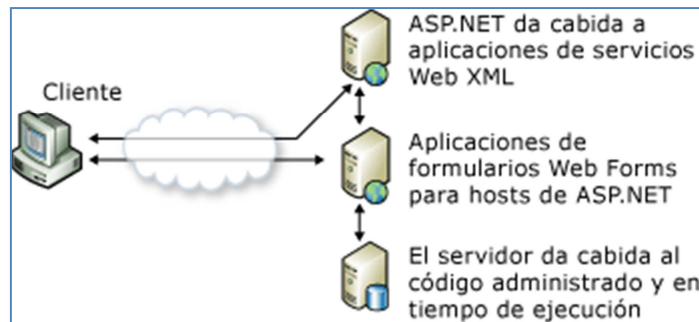 ASP.NET da cabida a
aplicaciones de servicios
Web XML
Cliente
Aplicaciones de
formularios Web Forms
para hosts de ASP.NET
El servidor da cabida al
código administrado y en
tiempo de ejecución